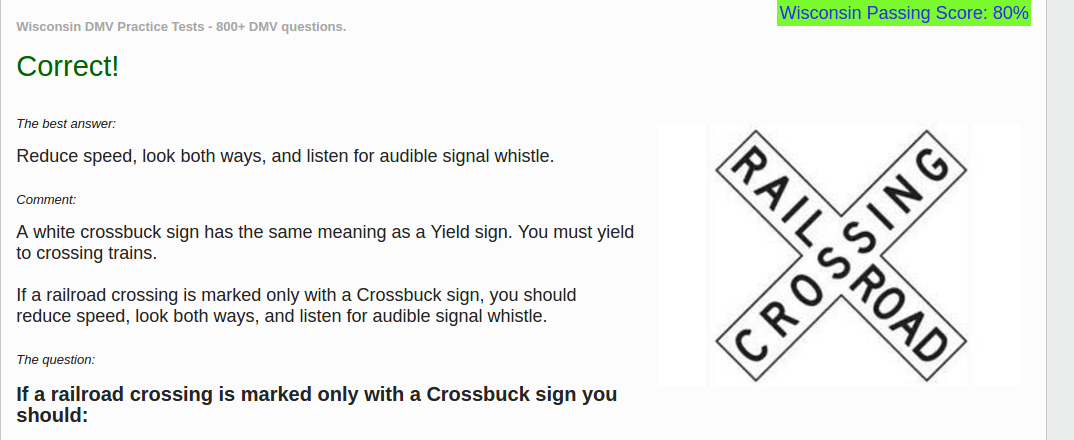 Wisconsin Passing Score: 80%
Wisconsin DMV Practice Tests - 800+ DMV questions.
Correct!
The best answer:
Reduce speed, look both ways, and listen for audible signal whistle.
Comment:
A white crossbuck sign has the same meaning as a Yield sign. You must yield
to crossing trains.
If a railroad crossing is marked only with a Crossbuck sign, you should
reduce speed, look both ways, and listen for audible signal whistle.
The question:
If a railroad crossing is marked only with a Crossbuck sign you
should:
RAILROAD
CROSSING